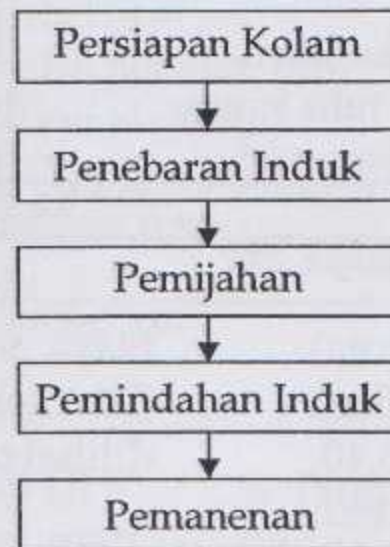 Persiapan Kolam
Penebaran Induk
Pemijahan
Pemindahan Induk
Pemanenan